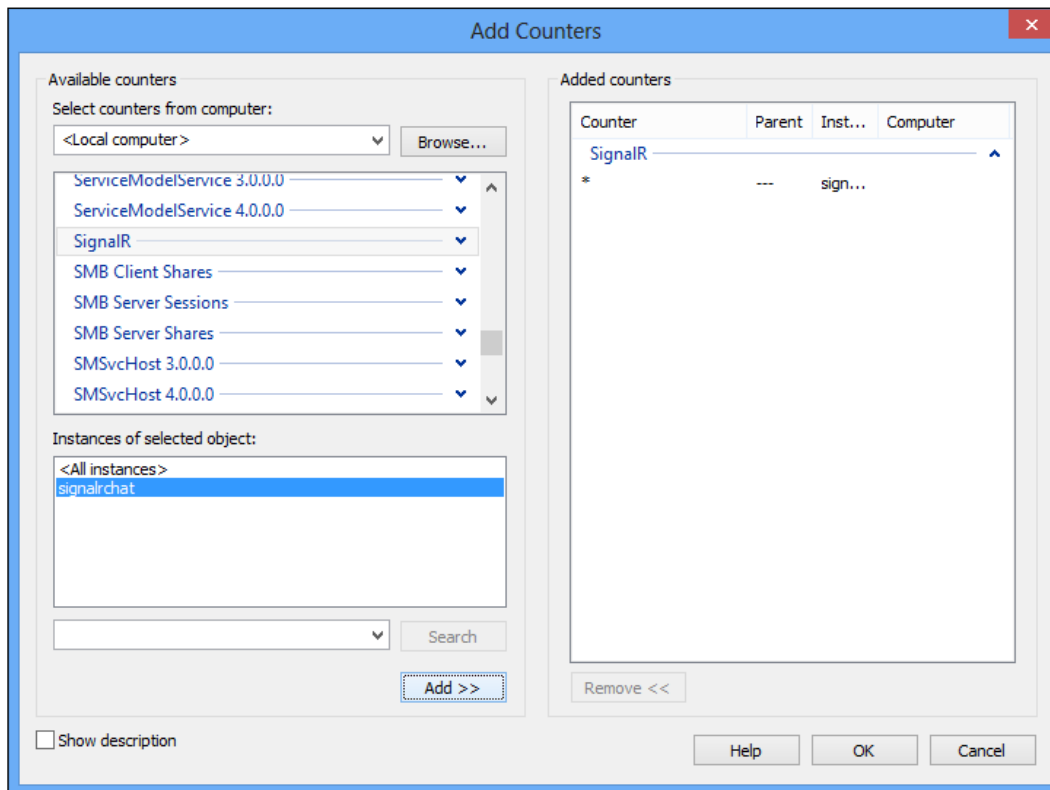 Add Counters
Available counters
Select counters from computer:
<Local computer>
Browse...
ServiceModelService 3.0.0.0
ServiceModelService 4.0.0.0
SignalR
SMB Client Shares
SMB Server Sessions
SMB Server Shares
SMSvcHost 3.0.0.0
SMSvcHost 4.0.0.0
Instances of selected object:
<All instances>
signalrchat
Search
Add >>
Show description
Added counters
Counter Parent Inst... Computer
SignalR
* --- sign...
Remove <<
Help OK Cancel